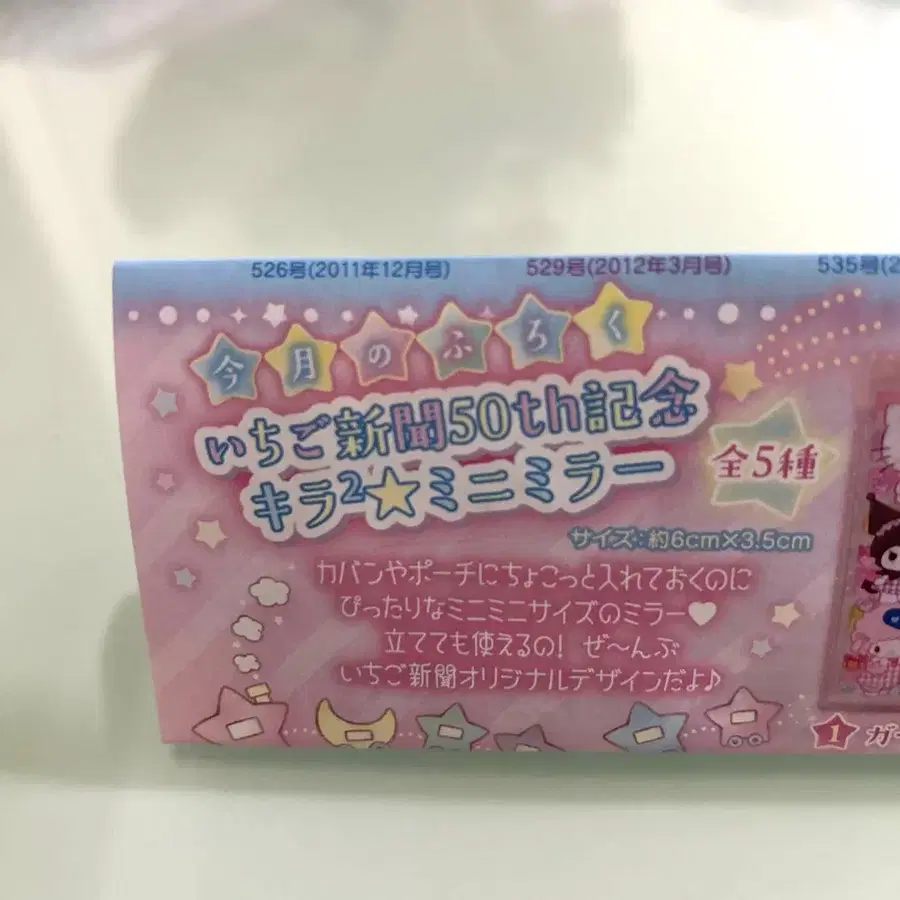 526号(2011年12月号) 529号(2012年3月号) 535号(2
今月のふろく
いちご新聞50th記念
キラ²☆ミニミラー
全5種
サイズ:約6cm×3.5cm
カバンやポーチにちょこっと入れておくのに
ぴったりなミニミニサイズのミラー♥
立てても使えるの! ぜ〜んぶ
いちご新聞オリジナルデザインだよ♪
1 ガ